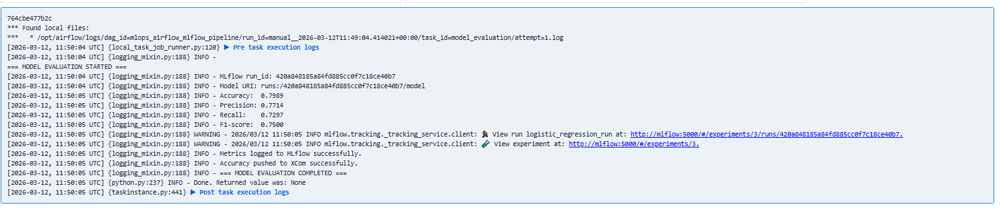 764cbe477b2c
*** Found local files:
***   * /opt/airflow/logs/dag_id=mlops_airflow_mlflow_pipeline/run_id=manual__2026-03-12T11:49:04.414021+00:00/task_id=model_evaluation/attempt=1.log
[2026-03-12, 11:50:04 UTC] {local_task_job_runner.py:120} ▶ Pre task execution logs
[2026-03-12, 11:50:04 UTC] {logging_mixin.py:188} INFO -
=== MODEL EVALUATION STARTED ===
[2026-03-12, 11:50:04 UTC] {logging_mixin.py:188} INFO - MLflow run_id: 420a848185a84fd885cc0f7c18ce40b7
[2026-03-12, 11:50:04 UTC] {logging_mixin.py:188} INFO - Model URI: runs:/420a848185a84fd885cc0f7c18ce40b7/model
[2026-03-12, 11:50:05 UTC] {logging_mixin.py:188} INFO - Accuracy:  0.7989
[2026-03-12, 11:50:05 UTC] {logging_mixin.py:188} INFO - Precision: 0.7714
[2026-03-12, 11:50:05 UTC] {logging_mixin.py:188} INFO - Recall:    0.7297
[2026-03-12, 11:50:05 UTC] {logging_mixin.py:188} INFO - F1-score:  0.7500
[2026-03-12, 11:50:05 UTC] {logging_mixin.py:188} WARNING - 2026/03/12 11:50:05 INFO mlflow.tracking._tracking_service.client: 🏃 View run logistic_regression_run at: http://mlflow:5000/#/experiments/3/runs/420a848185a84fd885cc0f7c18ce40b7.
[2026-03-12, 11:50:05 UTC] {logging_mixin.py:188} WARNING - 2026/03/12 11:50:05 INFO mlflow.tracking._tracking_service.client: 🧪 View experiment at: http://mlflow:5000/#/experiments/3.
[2026-03-12, 11:50:05 UTC] {logging_mixin.py:188} INFO - Metrics logged to MLflow successfully.
[2026-03-12, 11:50:05 UTC] {logging_mixin.py:188} INFO - Accuracy pushed to XCom successfully.
[2026-03-12, 11:50:05 UTC] {logging_mixin.py:188} INFO - === MODEL EVALUATION COMPLETED ===
[2026-03-12, 11:50:05 UTC] {python.py:237} INFO - Done. Returned value was: None
[2026-03-12, 11:50:05 UTC] {taskinstance.py:441} ▶ Post task execution logs